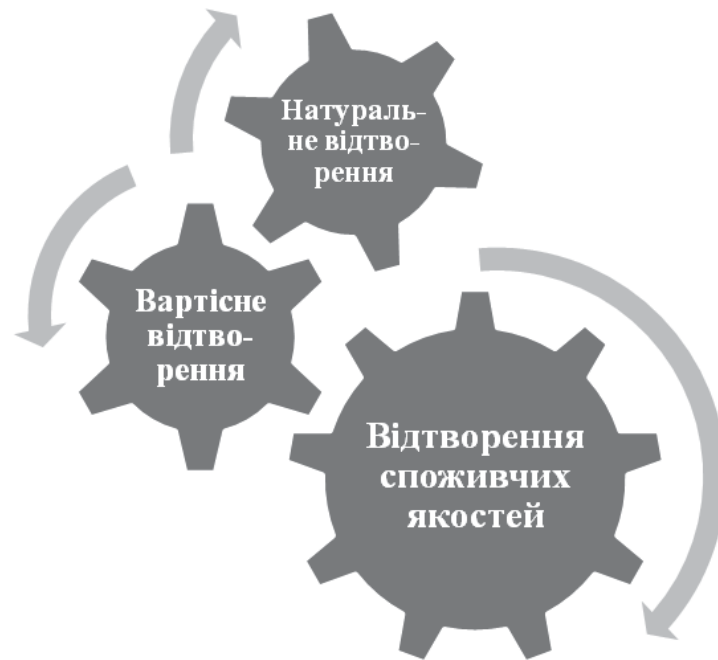 Натураль-
не відтво-
рення
Вартісне
відтво-
рення
Відтворення
споживчих
якостей